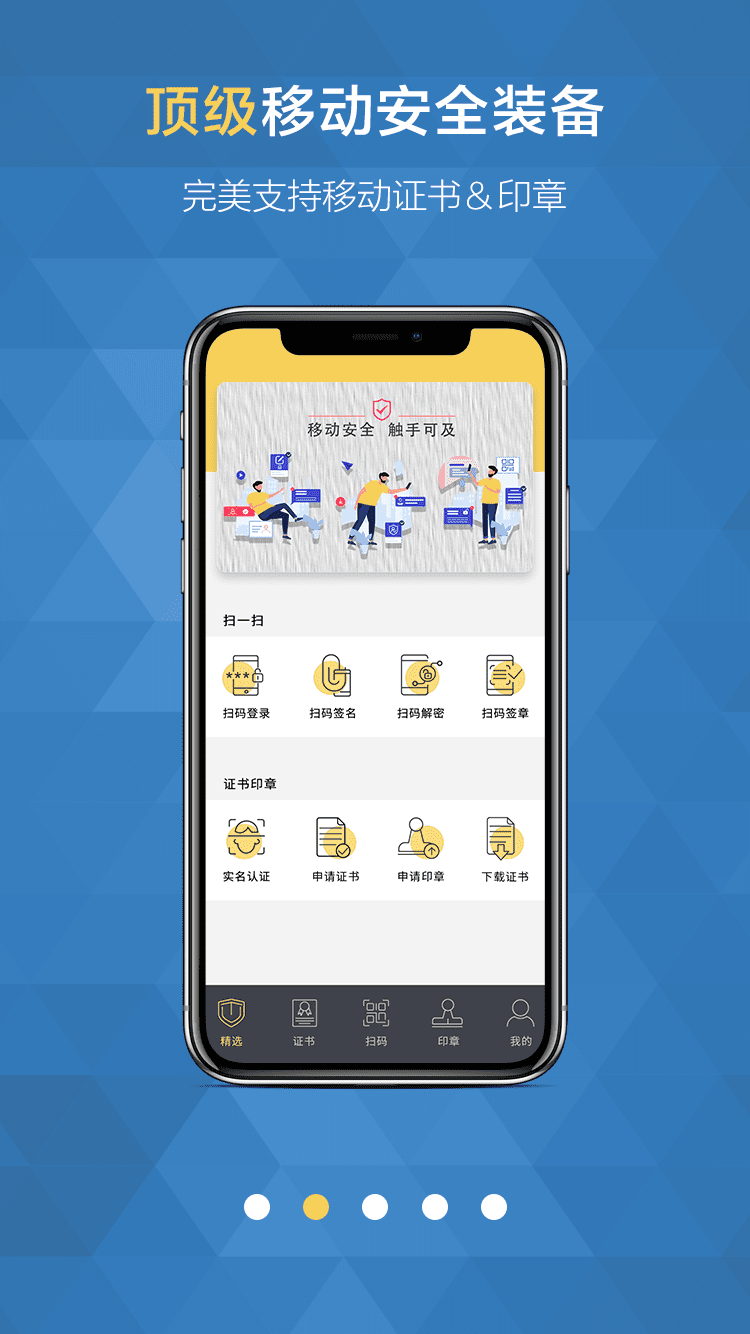 顶级移动安全装备
完美支持移动证书&印章
移动安全 触手可及
扫一扫
扫码登录 扫码签名 扫码解密 扫码签章
证书印章
实名认证 申请证书 申请印章 下载证书
精选 证书 扫码 印章 我的